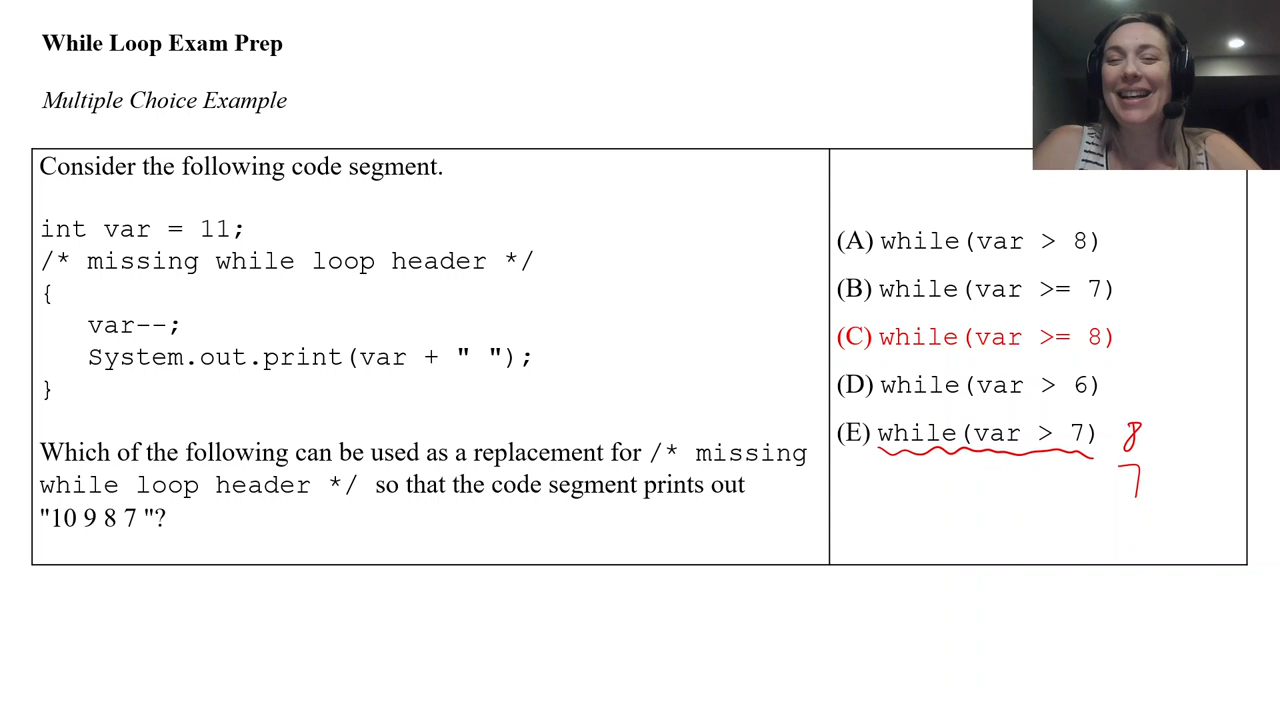 While Loop Exam Prep
Multiple Choice Example
Consider the following code segment.
int var = 11;
/* missing while loop header */
{
var--;
System.out.print(var + " ");
}
Which of the following can be used as a replacement for /* missing
while loop header */ so that the code segment prints out
"10 9 8 7 "?
(A) while(var > 8)
(B) while(var >= 7)
(C) while(var >= 8)
(D) while(var > 6)
(E) while(var > 7) 8
7